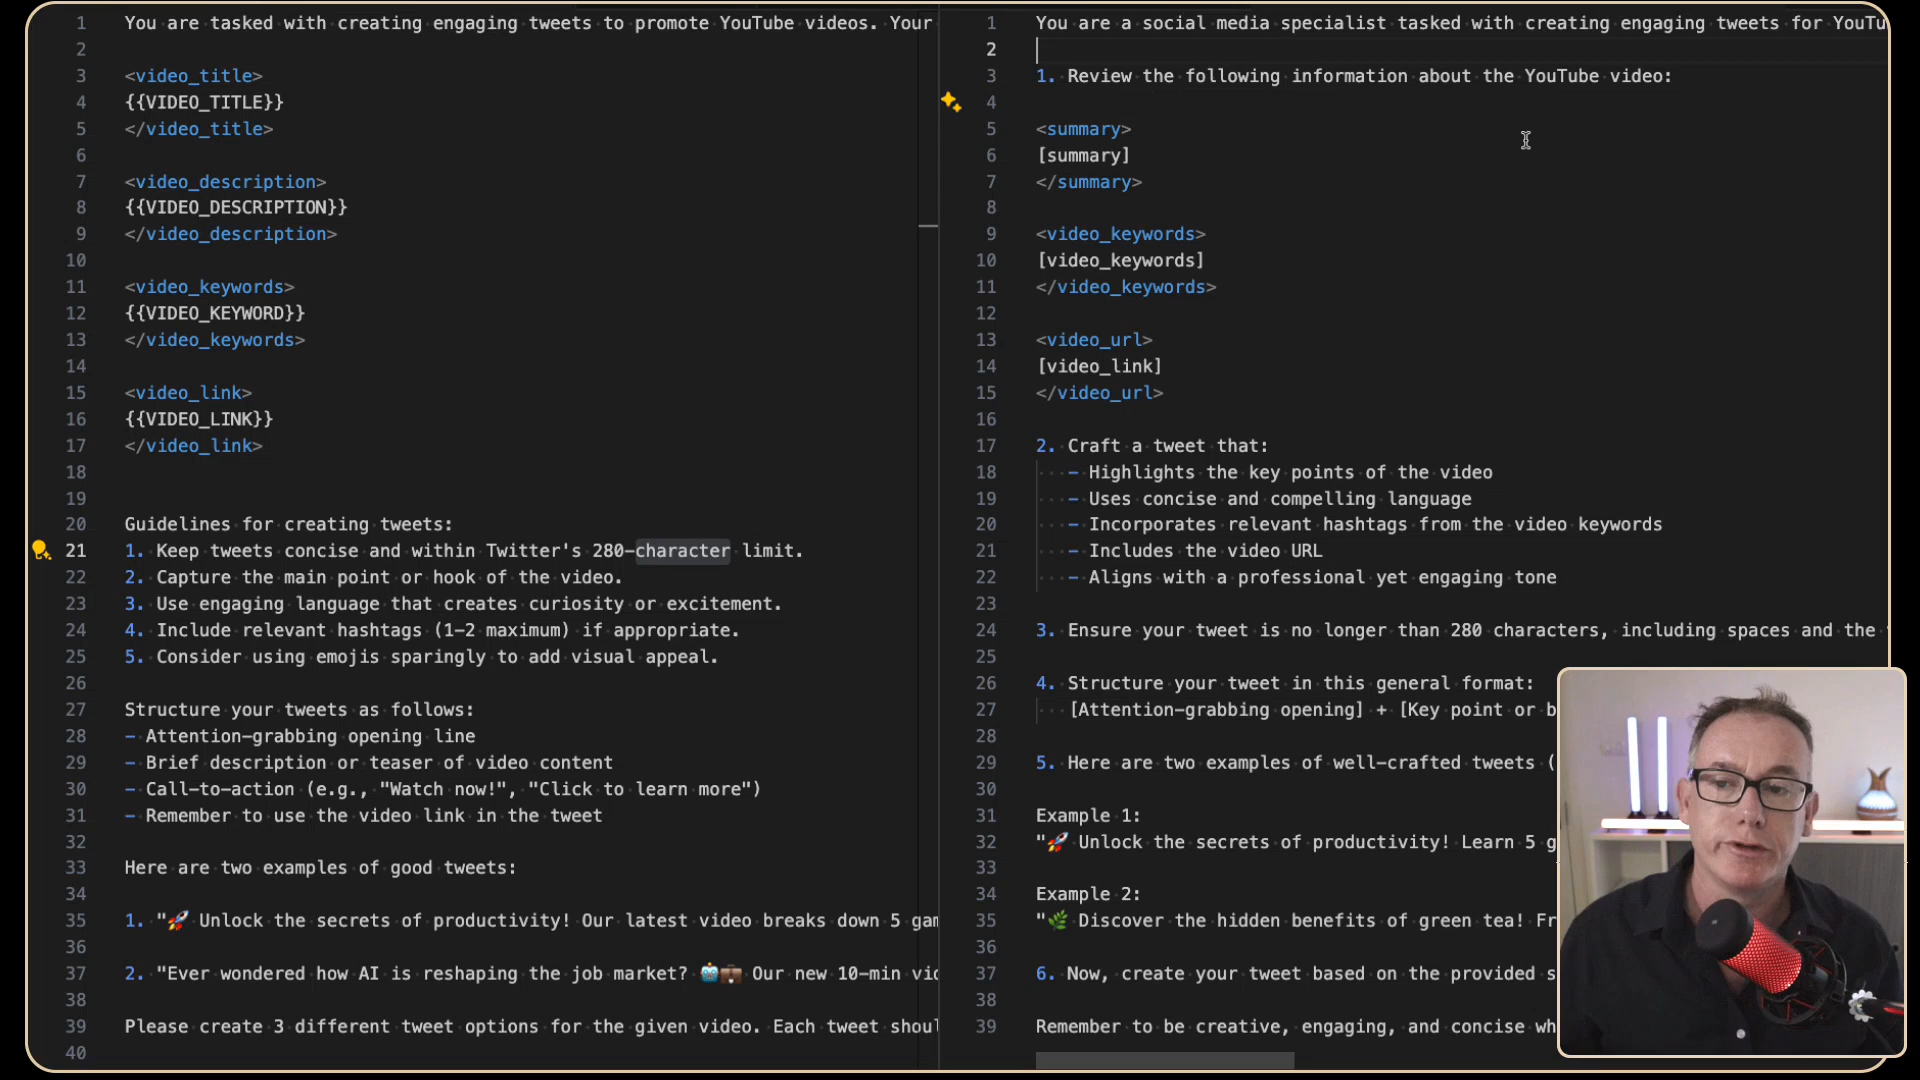 1 You are tasked with creating engaging tweets to promote YouTube videos. Your
2
3 <video_title>
4 {{VIDEO_TITLE}}
5 </video_title>
6
7 <video_description>
8 {{VIDEO_DESCRIPTION}}
9 </video_description>
10
11 <video_keywords>
12 {{VIDEO_KEYWORD}}
13 </video_keywords>
14
15 <video_link>
16 {{VIDEO_LINK}}
17 </video_link>
18
19
20 Guidelines for creating tweets:
21 1. Keep tweets concise and within Twitter's 280-character limit.
22 2. Capture the main point or hook of the video.
23 3. Use engaging language that creates curiosity or excitement.
24 4. Include relevant hashtags (1-2 maximum) if appropriate.
25 5. Consider using emojis sparingly to add visual appeal.
26
27 Structure your tweets as follows:
28 - Attention-grabbing opening line
29 - Brief description or teaser of video content
30 - Call-to-action (e.g., "Watch now!", "Click to learn more")
31 - Remember to use the video link in the tweet
32
33 Here are two examples of good tweets:
34
35 1. "🚀 Unlock the secrets of productivity! Our latest video breaks down 5
36
37 2. "Ever wondered how AI is reshaping the job market? 🤖💼 Our new 10-min
38
39 Please create 3 different tweet options for the given video. Each tweet
40
1 You are a social media specialist tasked with creating engaging tweets for
2
3 1. Review the following information about the YouTube video:
4
5 <summary>
6 [summary]
7 </summary>
8
9 <video_keywords>
10 [video_keywords]
11 </video_keywords>
12
13 <video_url>
14 [video_link]
15 </video_url>
16
17 2. Craft a tweet that:
18 - Highlights the key points of the video
19 - Uses concise and compelling language
20 - Incorporates relevant hashtags from the video keywords
21 - Includes the video URL
22 - Aligns with a professional yet engaging tone
23
24 3. Ensure your tweet is no longer than 280 characters, including spaces and the
25
26 4. Structure your tweet in this general format:
27 [Attention-grabbing opening] + [Key point or
28
29 5. Here are two examples of well-crafted tweets (
30
31 Example 1:
32 "🚀 Unlock the secrets of productivity! Learn 5
33
34 Example 2:
35 "🌿 Discover the hidden benefits of green tea!
36
37 6. Now, create your tweet based on the provided
38
39 Remember to be creative, engaging, and concise